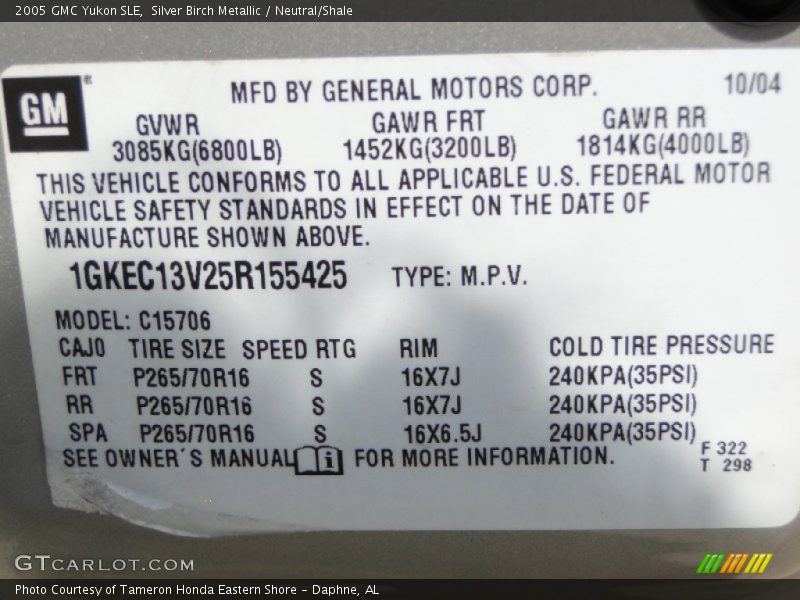 2005 GMC Yukon SLE,  Silver Birch Metallic / Neutral/Shale
GM ®
MFD BY GENERAL MOTORS CORP. 10/04
GVWR GAWR FRT GAWR RR
3085KG(6800LB) 1452KG(3200LB) 1814KG(4000LB)
THIS VEHICLE CONFORMS TO ALL APPLICABLE U.S. FEDERAL MOTOR
VEHICLE SAFETY STANDARDS IN EFFECT ON THE DATE OF
MANUFACTURE SHOWN ABOVE.
1GKEC13V25R155425 TYPE: M.P.V.
MODEL: C15706
CAJO TIRE SIZE SPEED RTG RIM COLD TIRE PRESSURE
FRT P265/70R16 S 16X7J 240KPA(35PSI)
RR P265/70R16 S 16X7J 240KPA(35PSI)
SPA P265/70R16 S 16X6.5J 240KPA(35PSI)
SEE OWNER´S MANUAL i FOR MORE INFORMATION.
F 322
T 298
GTCARLOT.COM
Photo Courtesy of Tameron Honda Eastern Shore - Daphne, AL